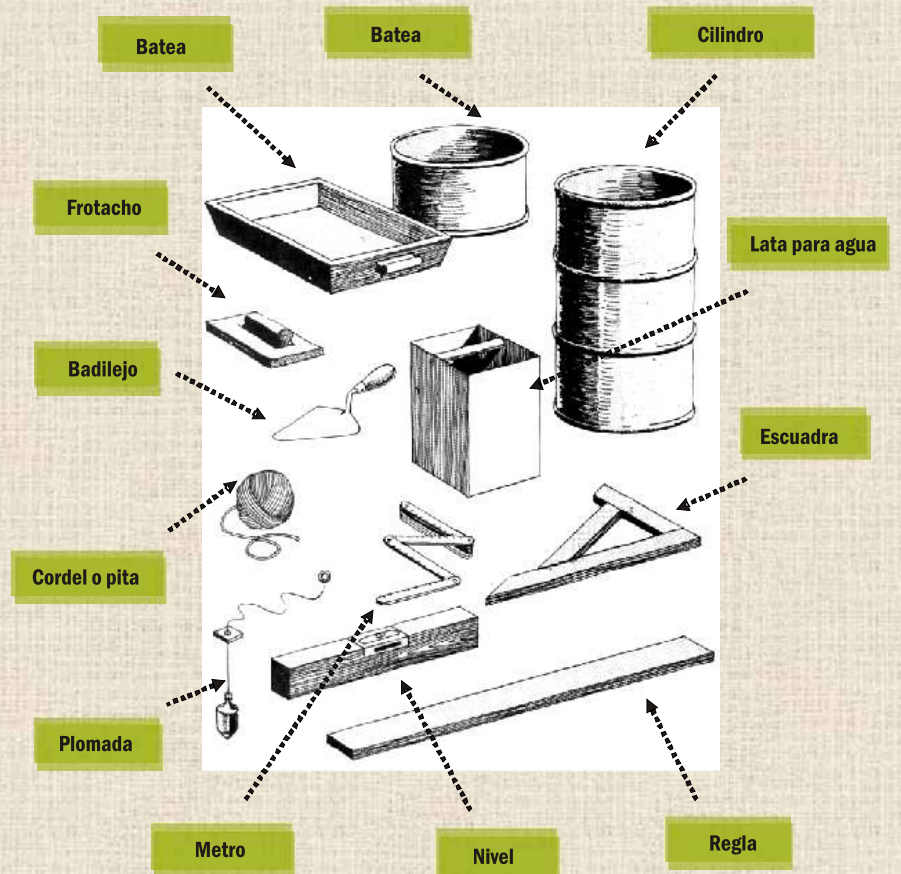 Batea
Batea
Cilindro
Frotacho
Lata para agua
Badilejo
Escuadra
Cordel o pita
Plomada
Metro
Nivel
Regla